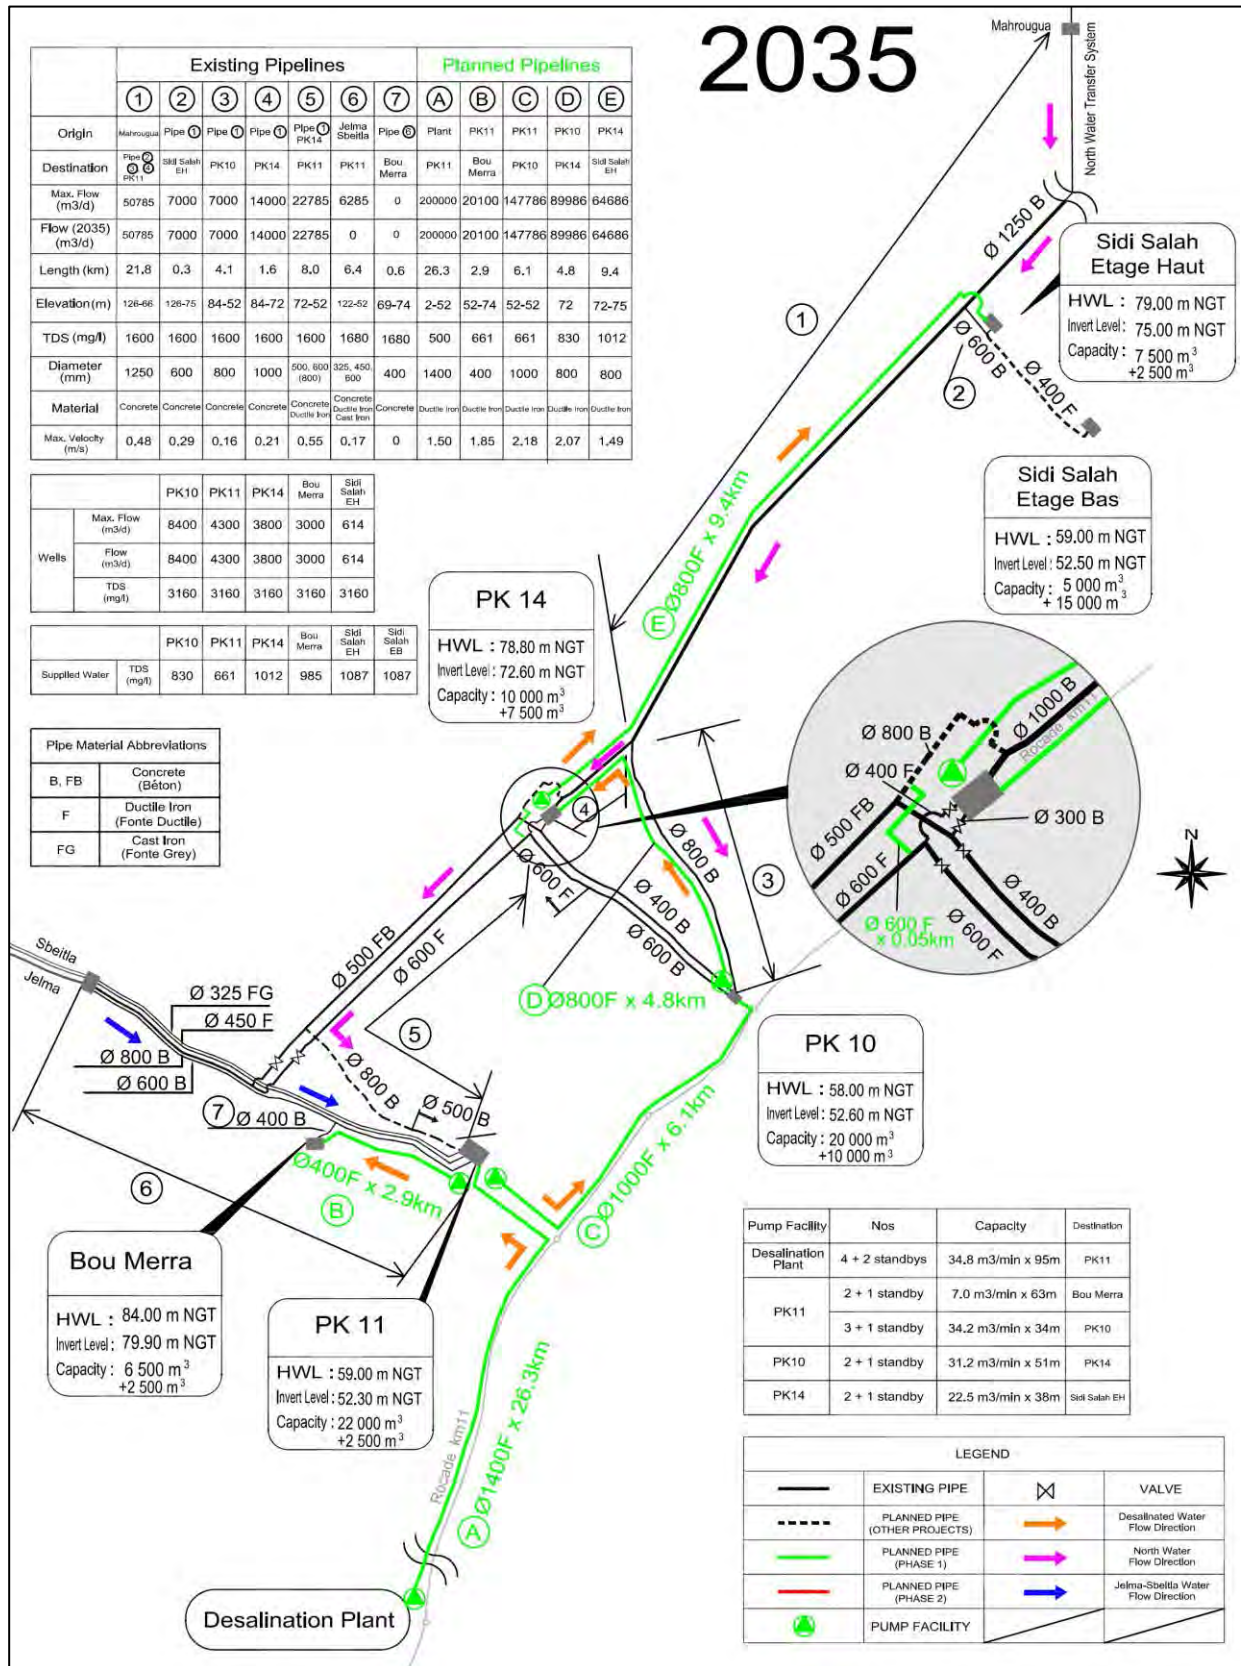 2035
Mahrougua
North Water Transfer System
Existing Pipelines Planned Pipelines
1 2 3 4 5 6 7 A B C D E
Origin Mahrougua Pipe 1 Pipe 1 Pipe 1 Pipe 1 PK14 Jelma Sbeitla Pipe 6 Plant PK11 PK11 PK10 PK14
Destination Pipe 2 3 4 PK11 Sidi Salah EH PK10 PK14 PK11 PK11 Bou Merra PK11 Bou Merra PK10 PK14 Sidi Salah EH
Max. Flow (m3/d) 50785 7000 7000 14000 22785 6285 0 200000 20100 147786 89986 64686
Flow (2035) (m3/d) 50785 7000 7000 14000 22785 0 0 200000 20100 147786 89986 64686
Length (km) 21.8 0.3 4.1 1.6 8.0 6.4 0.6 26.3 2.9 6.1 4.8 9.4
Elevation(m) 126-66 126-75 84-52 84-72 72-52 122-52 69-74 2-52 52-74 52-52 72 72-75
TDS (mg/l) 1600 1600 1600 1600 1600 1680 1680 500 661 661 830 1012
Diameter (mm) 1250 600 800 1000 500, 600 (800) 325, 450, 600 400 1400 400 1000 800 800
Material Concrete Concrete Concrete Concrete Concrete Ductile Iron Concrete Ductile Iron Cast Iron Concrete Ductile Iron Ductile Iron Ductile Iron Ductile Iron Ductile Iron
Max. Velocity (m/s) 0.48 0.29 0.16 0.21 0.55 0.17 0 1.50 1.85 2.18 2.07 1.49
PK10 PK11 PK14 Bou Merra Sidi Salah EH
Wells
Max. Flow (m3/d) 8400 4300 3800 3000 614
Flow (m3/d) 8400 4300 3800 3000 614
TDS (mg/l) 3160 3160 3160 3160 3160
PK10 PK11 PK14 Bou Merra Sidi Salah EH Sidi Salah EB
Supplied Water TDS (mg/l) 830 661 1012 985 1087 1087
Pipe Material Abbreviations
B, FB Concrete (Béton)
F Ductile Iron (Fonte Ductile)
FG Cast Iron (Fonte Grey)
Ø 1250 B
Sidi Salah
Etage Haut
HWL : 79.00 m NGT
Invert Level : 75.00 m NGT
Capacity : 7 500 m3
+2 500 m3
1
Ø 600 B
2
Ø 400 F
Sidi Salah
Etage Bas
HWL : 59.00 m NGT
Invert Level : 52.50 m NGT
Capacity : 5 000 m3
+ 15 000 m3
E Ø800F x 9.4km
PK 14
HWL : 78.80 m NGT
Invert Level : 72.60 m NGT
Capacity : 10 000 m3
+7 500 m3
4
Ø 800 B
3
Ø 600 F
Ø 400 B
Ø 600 B
Ø 500 FB
Ø 600 F
D Ø800F x 4.8km
Ø 1000 B
Rocade km11
Ø 800 B
Ø 400 F
Ø 300 B
Ø 500 FB
Ø 600 F
Ø 600 F
x 0.05km
Ø 400 B
Ø 600 F
N
Sbeitla
Jelma
Ø 325 FG
Ø 450 F
Ø 800 B
Ø 600 B
5
Ø 800 B
Ø 500 B
7 Ø 400 B
6
Ø400F x 2.9km
B
C Ø1000F x 6.1km
PK 10
HWL : 58.00 m NGT
Invert Level : 52.60 m NGT
Capacity : 20 000 m3
+10 000 m3
Bou Merra
HWL : 84.00 m NGT
Invert Level : 79.90 m NGT
Capacity : 6 500 m3
+2 500 m3
PK 11
HWL : 59.00 m NGT
Invert Level : 52.30 m NGT
Capacity : 22 000 m3
+2 500 m3
Rocade km11
A Ø1400F x 26.3km
Desalination Plant
Pump Facility Nos Capacity Destination
Desalination Plant 4 + 2 standbys 34.8 m3/min x 95m PK11
PK11 2 + 1 standby 7.0 m3/min x 63m Bou Merra
3 + 1 standby 34.2 m3/min x 34m PK10
PK10 2 + 1 standby 31.2 m3/min x 51m PK14
PK14 2 + 1 standby 22.5 m3/min x 38m Sidi Salah EH
LEGEND
EXISTING PIPE VALVE
PLANNED PIPE (OTHER PROJECTS) Desalinated Water Flow Direction
PLANNED PIPE (PHASE 1) North Water Flow Direction
PLANNED PIPE (PHASE 2) Jelma-Sbeitla Water Flow Direction
PUMP FACILITY